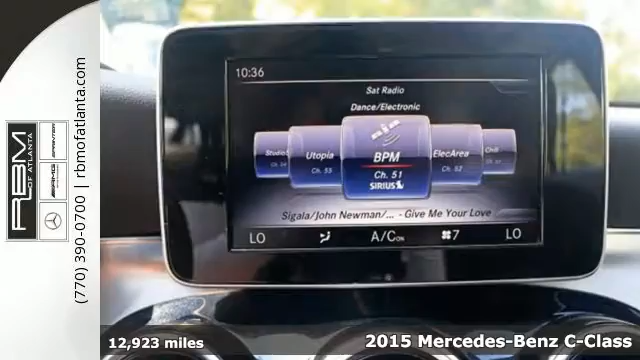 RBM
OF ATLANTA
(770) 390-0700 | rbmofatlanta.com
10:36
Sat Radio
Dance/Electronic
Utopia
Ch. 55
BPM
Ch. 51
SIRIUS
ElecArea
Ch. 52
Chill
Sigala/John Newman/... - Give Me Your Love
LO
A/C ON
7
LO
12,923 miles
2015 Mercedes-Benz C-Class